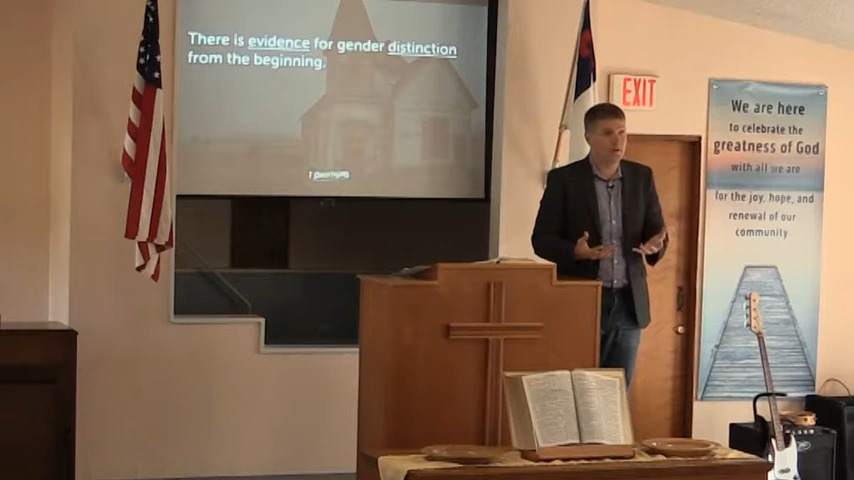 There is evidence for gender distinction
from the beginning.
EXIT
WE ARE HERE
to celebrate the
greatness of God
with all we are
for the joy, hope, and
renewing of our
community